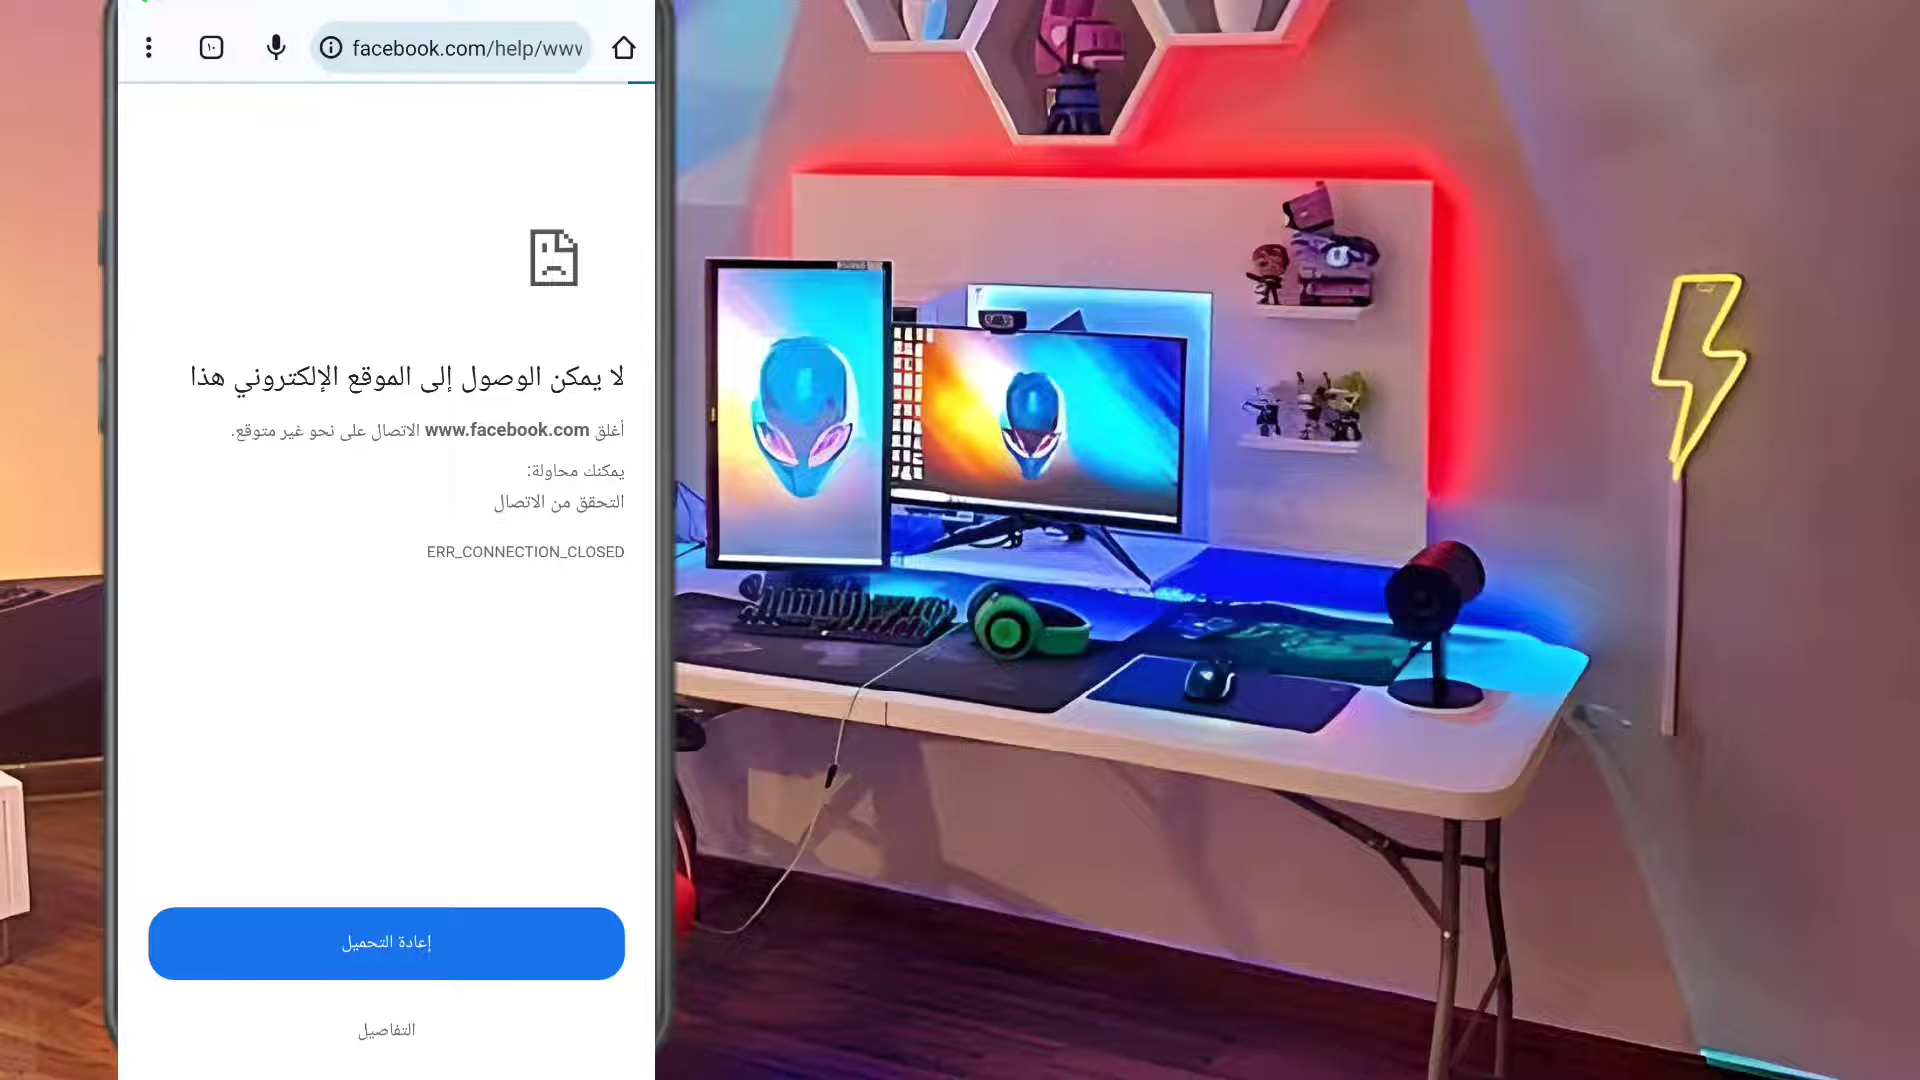 ١٠
facebook.com/help/www
لا يمكن الوصول إلى الموقع الإلكتروني هذا
أغلق www.facebook.com الاتصال على نحو غير متوقع.
يمكنك محاولة:
التحقق من الاتصال
ERR_CONNECTION_CLOSED
إعادة التحميل
التفاصيل